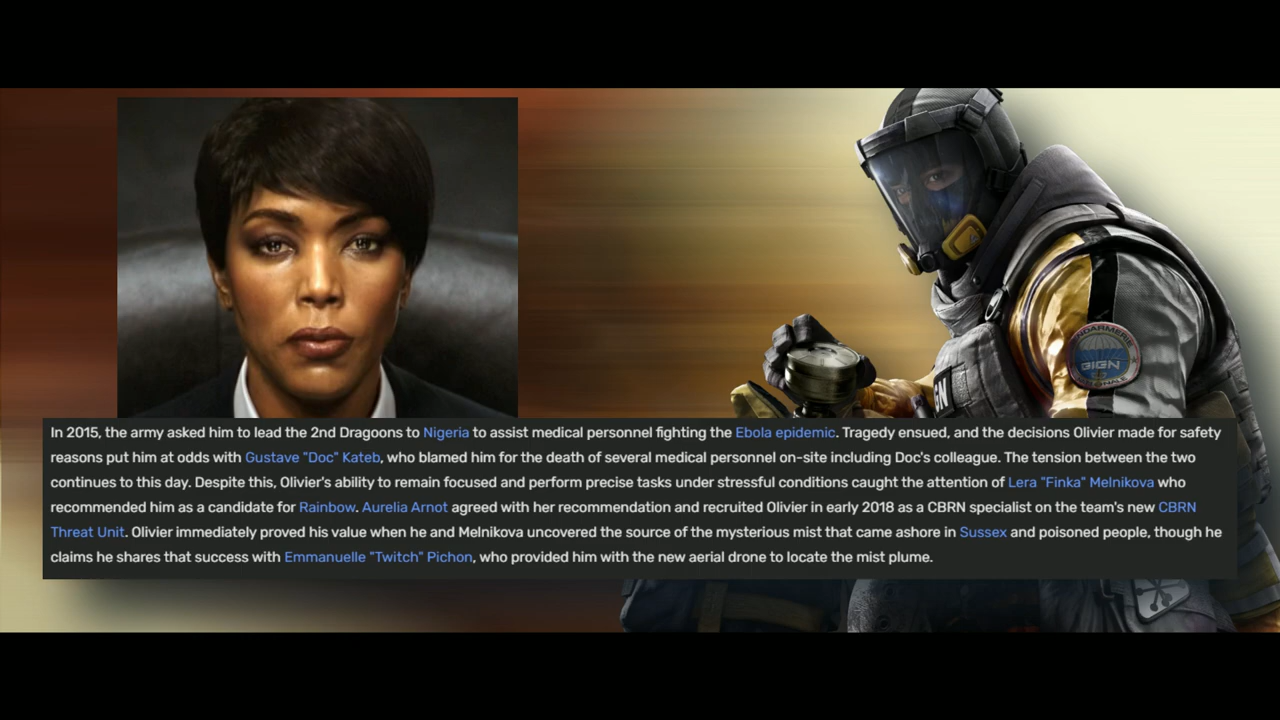 GENDARMERIE
GIGN
NATIONALE
GN
In 2015, the army asked him to lead the 2nd Dragoons to Nigeria to assist medical personnel fighting the Ebola epidemic. Tragedy ensued, and the decisions Olivier made for safety
reasons put him at odds with Gustave "Doc" Kateb, who blamed him for the death of several medical personnel on-site including Doc's colleague. The tension between the two
continues to this day. Despite this, Olivier's ability to remain focused and perform precise tasks under stressful conditions caught the attention of Lera "Finka" Melnikova who
recommended him as a candidate for Rainbow. Aurelia Arnot agreed with her recommendation and recruited Olivier in early 2018 as a CBRN specialist on the team's new CBRN
Threat Unit. Olivier immediately proved his value when he and Melnikova uncovered the source of the mysterious mist that came ashore in Sussex and poisoned people, though he
claims he shares that success with Emmanuelle "Twitch" Pichon, who provided him with the new aerial drone to locate the mist plume.